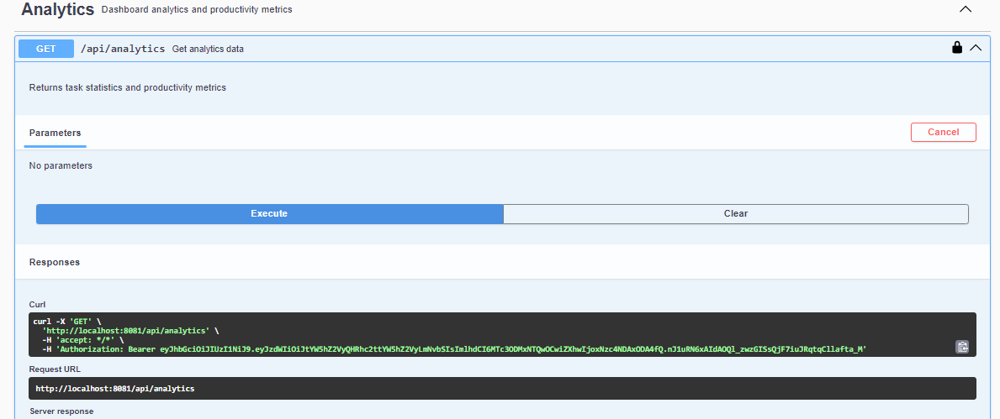 Analytics Dashboard analytics and productivity metrics
GET /api/analytics Get analytics data
Returns task statistics and productivity metrics
Parameters Cancel
No parameters
Execute Clear
Responses
Curl
curl -X 'GET' \
'http://localhost:8081/api/analytics' \
-H 'accept: */*' \
-H 'Authorization: Bearer eyJhbGciOiJIUzI1NiJ9.eyJzdWIiOiJtYW5hZ2VyQHRhc2ttYW5hZ2VyLmNvbSIsImlhdCI6MTc3ODMxNTQwOCwiZXhwIjoxNzc4NDAxODA4fQ.nJ1uRN6xAIdAOQl_zwzGISsQjF7iuJRqtqCllafta_M'
Request URL
http://localhost:8081/api/analytics
Server response